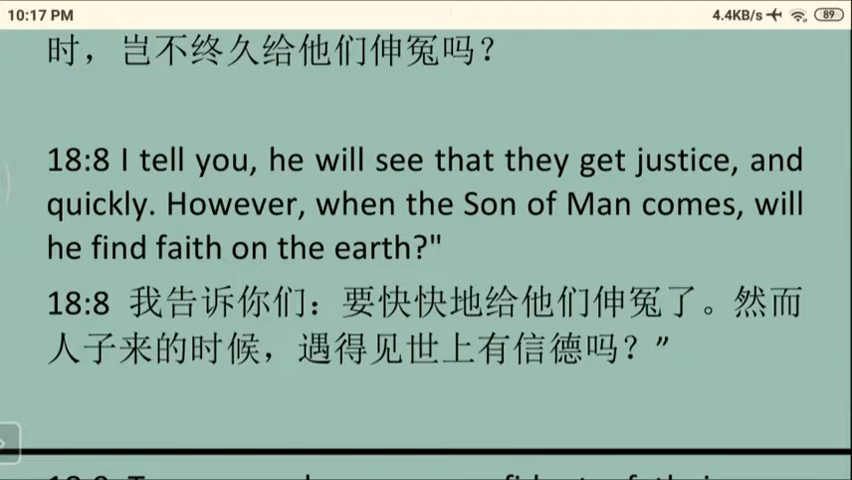 10:17 PM
4.4KB/s
89
时，岂不终久给他们伸冤吗？
18:8 I tell you, he will see that they get justice, and
quickly. However, when the Son of Man comes, will
he find faith on the earth?"
18:8 我告诉你们：要快快地给他们伸冤了。然而
人子来的时候，遇得见世上有信德吗？”